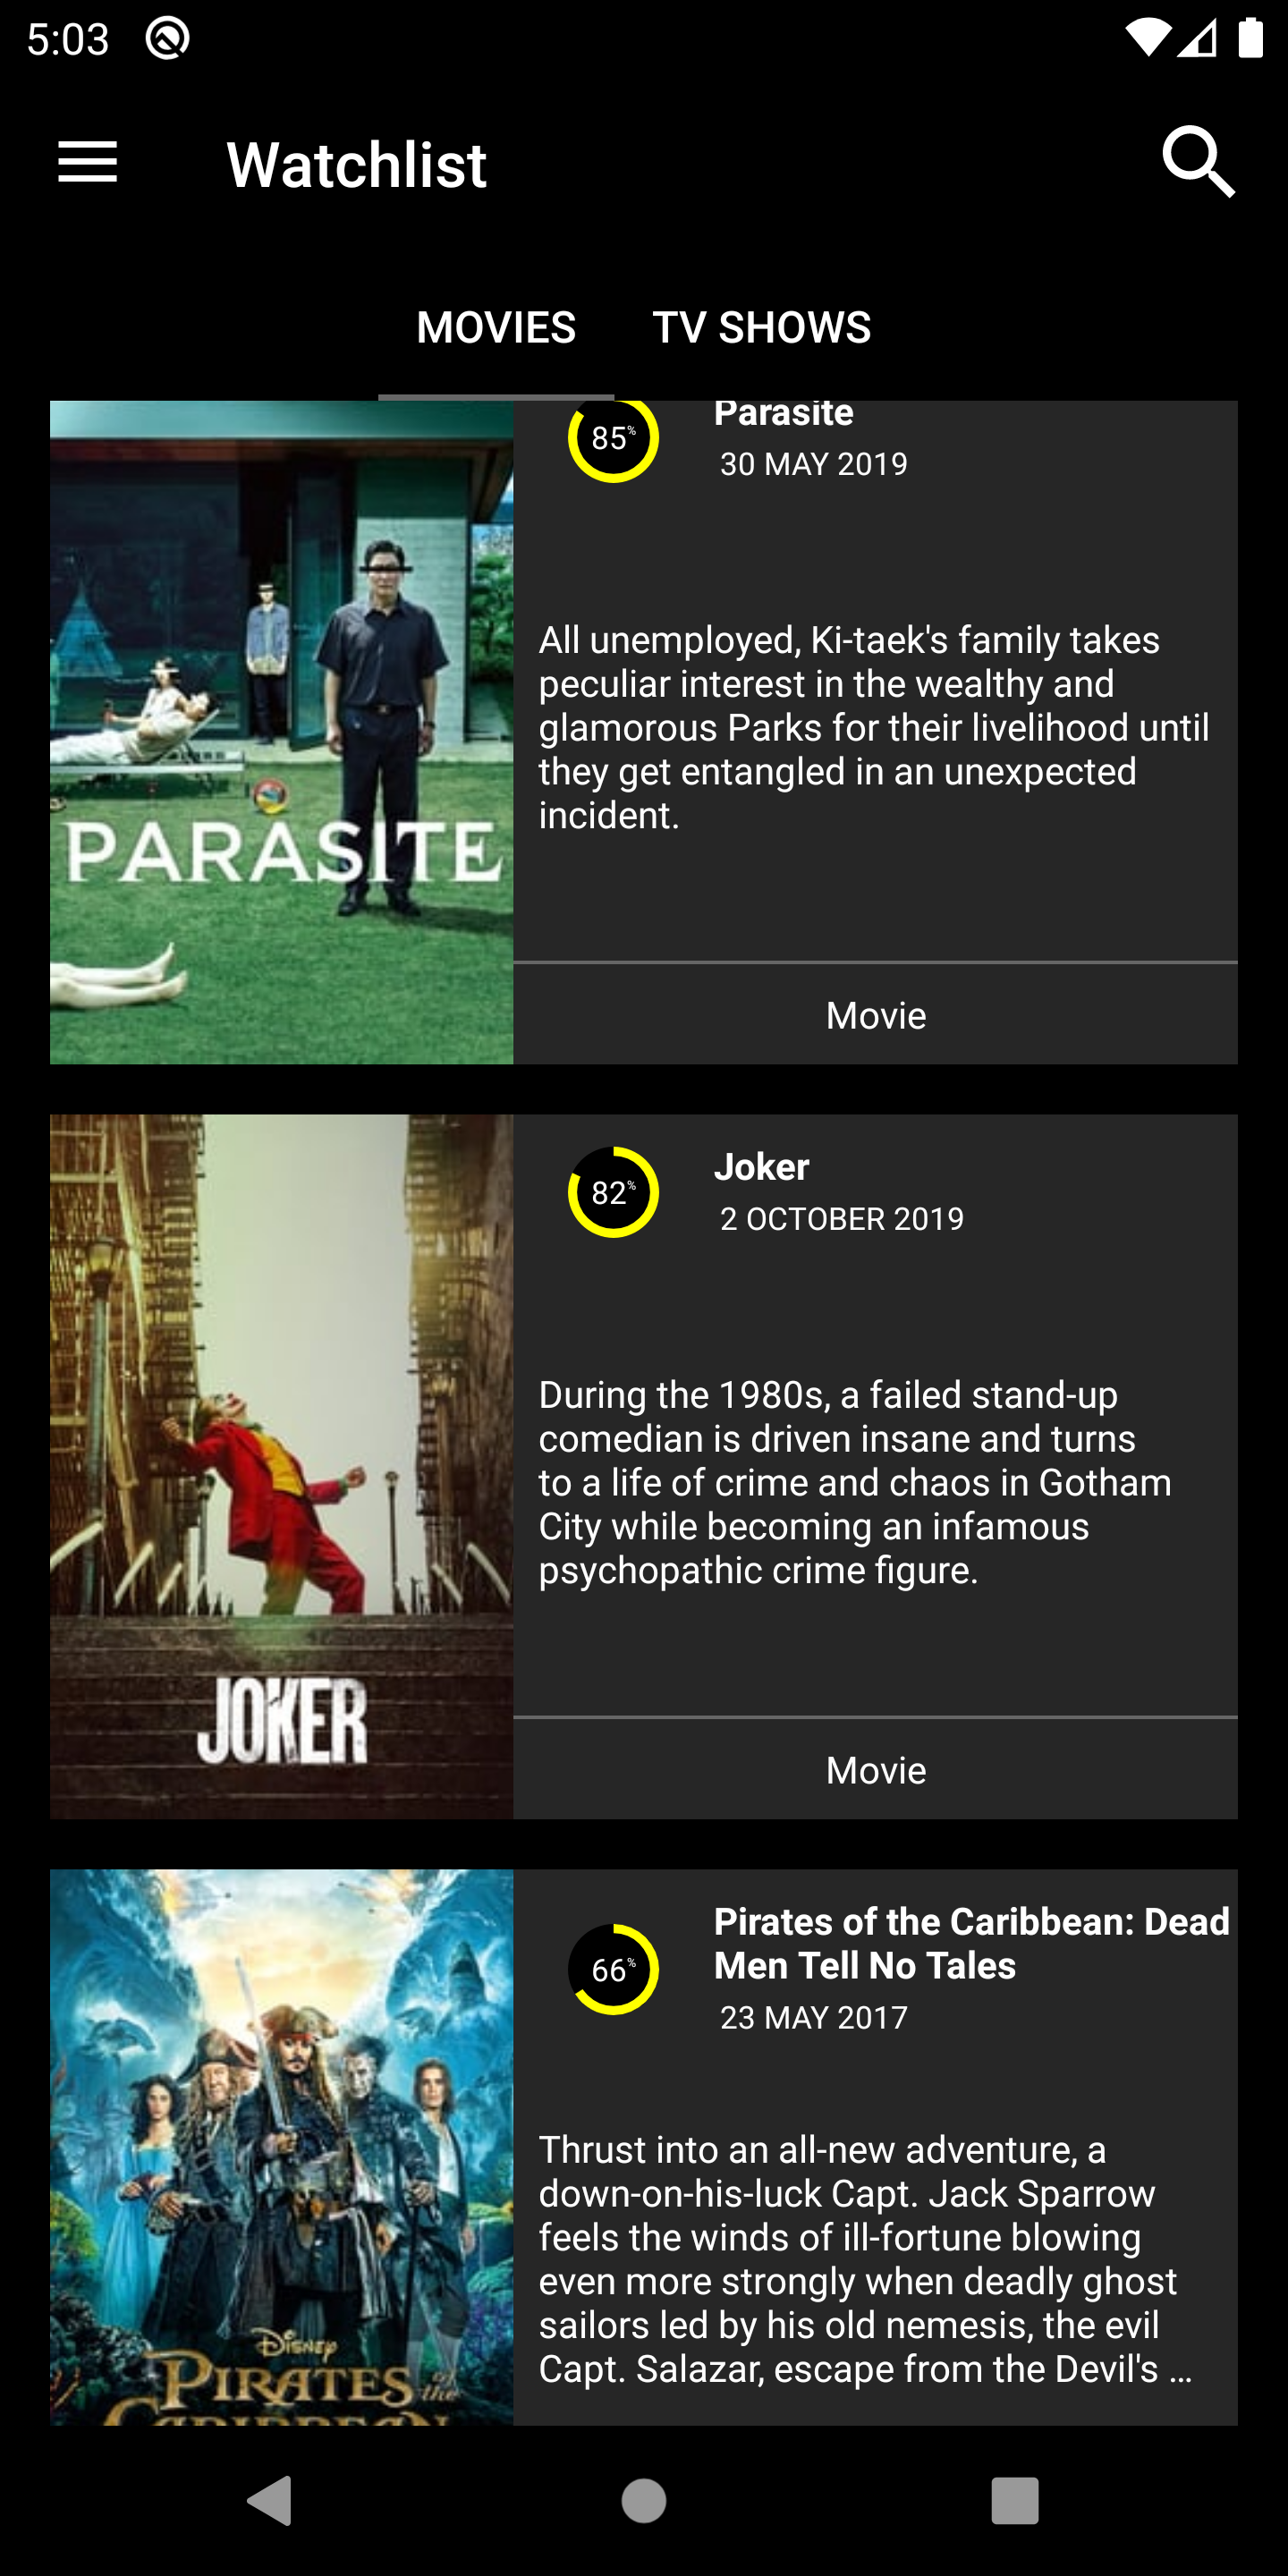 5:03
Watchlist
MOVIES TV SHOWS
85%
Parasite
30 MAY 2019
All unemployed, Ki-taek's family takes
peculiar interest in the wealthy and
glamorous Parks for their livelihood until
they get entangled in an unexpected
incident.
PARASITE
Movie
82%
Joker
2 OCTOBER 2019
During the 1980s, a failed stand-up
comedian is driven insane and turns
to a life of crime and chaos in Gotham
City while becoming an infamous
psychopathic crime figure.
JOKER
Movie
66%
Pirates of the Caribbean: Dead
Men Tell No Tales
23 MAY 2017
Thrust into an all-new adventure, a
down-on-his-luck Capt. Jack Sparrow
feels the winds of ill-fortune blowing
even more strongly when deadly ghost
sailors led by his old nemesis, the evil
Capt. Salazar, escape from the Devil's ...
DISNEY
PIRATES of the
CARIBBEAN